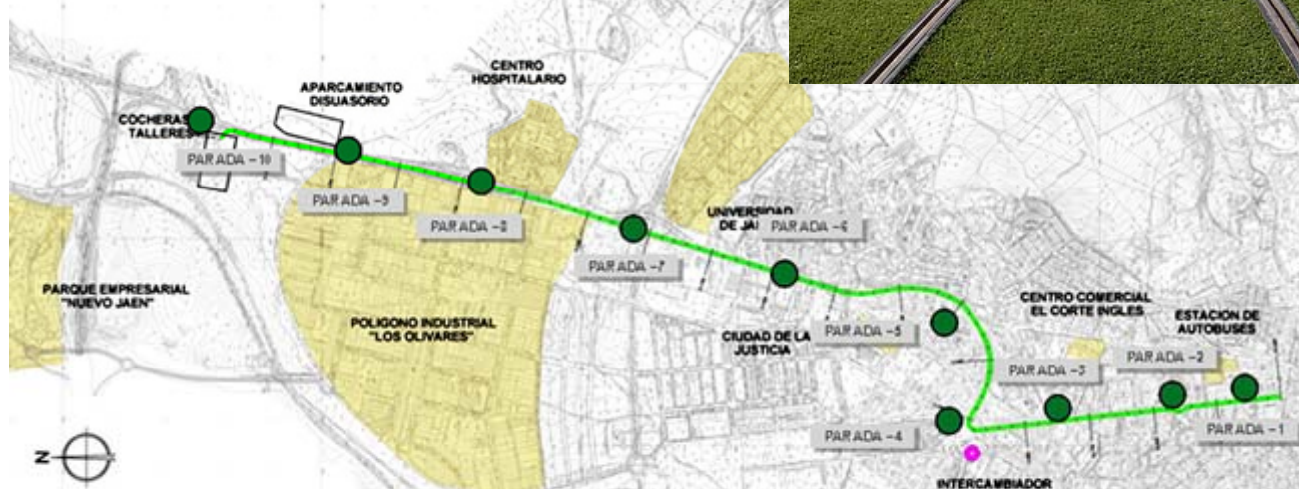 CENTRO
HOSPITALARIO
APARCAMIENTO
DISUASORIO
COCHERAS
TALLERES
PARADA -10
PARADA -9
PARADA -8
PARADA -7
UNIVERSIDAD
DE JA
PARADA -6
PARQUE EMPRESARIAL
"NUEVO JAEN"
POLIGONO INDUSTRIAL
"LOS OLIVARES"
CIUDAD DE LA
JUSTICIA
PARADA -5
CENTRO COMERCIAL
EL CORTE INGLES
ESTACION DE
AUTOBUSES
PARADA -2
PARADA -3
PARADA -4
PARADA -1
N
INTERCAMBIADOR